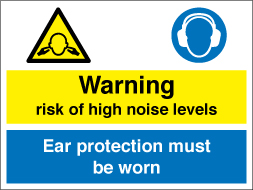 Warning
risk of high noise levels
Ear protection must
be worn